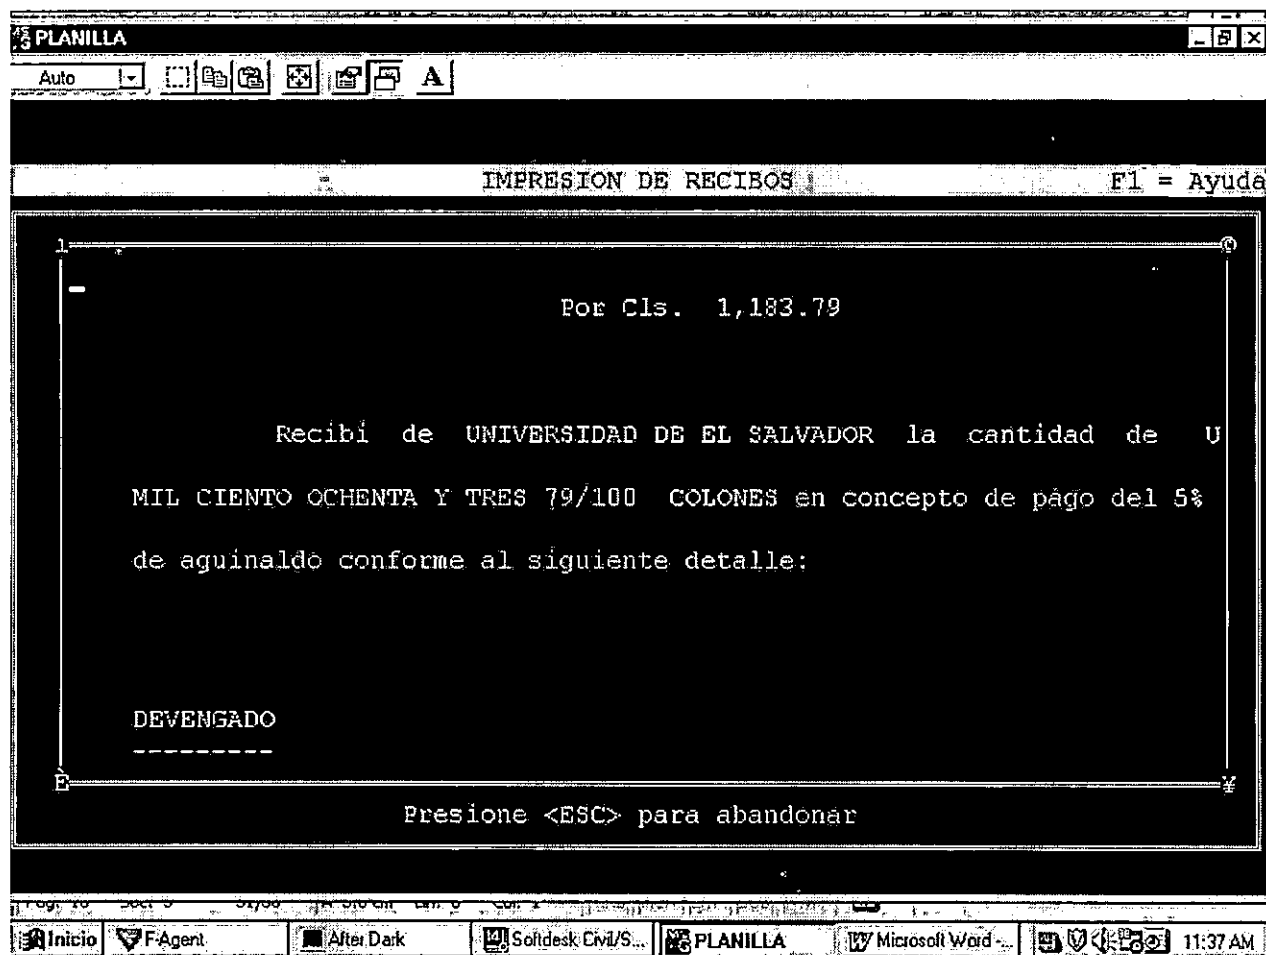 PLANILLA
Auto
A
IMPRESION DE RECIBOS F1 = Ayuda
Por Cls. 1,183.79
Recibí de UNIVERSIDAD DE EL SALVADOR la cantidad de U
MIL CIENTO OCHENTA Y TRES 79/100 COLONES en concepto de págo del 5%
de aguinaldo conforme al siguiente detalle:
DEVENGADO
---------
Presione <ESC> para abandonar
Inicio F-Agent After Dark Softdesk Civil/S... PLANILLA Microsoft Word -... 11:37 AM